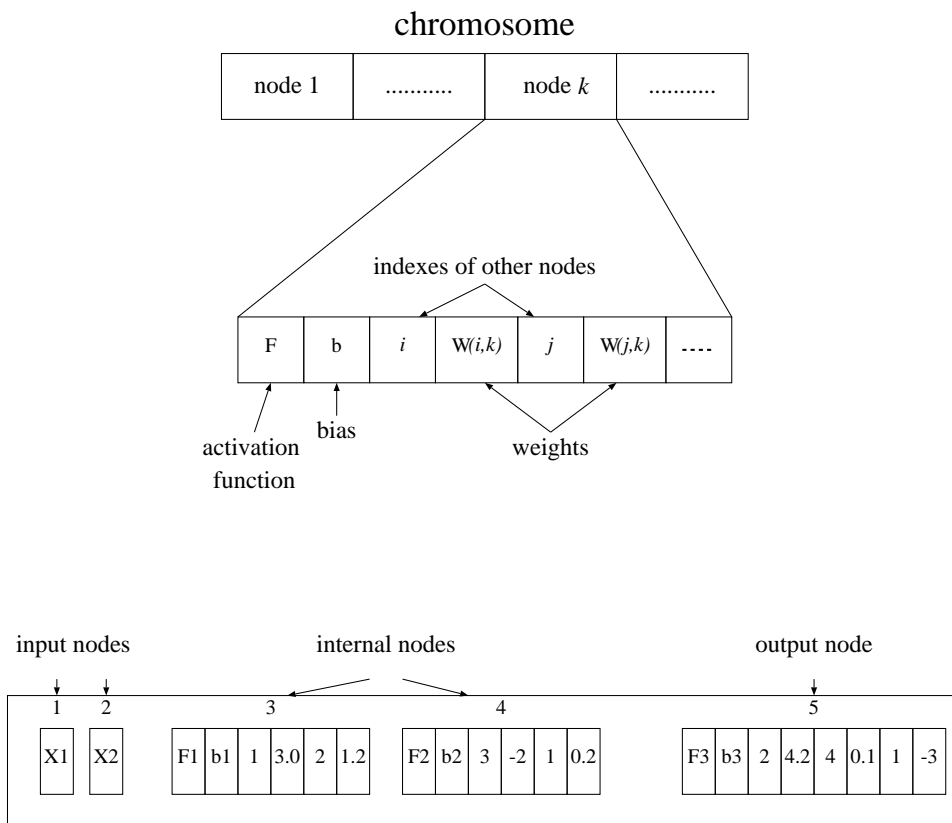 chromosome
node 1 ........... node k ...........
indexes of other nodes
F b i W(i,k) j W(j,k) ----
bias
activation
function
weights
input nodes internal nodes output node
1 2 3 4 5
X1 X2 F1 b1 1 3.0 2 1.2 F2 b2 3 -2 1 0.2 F3 b3 2 4.2 4 0.1 1 -3